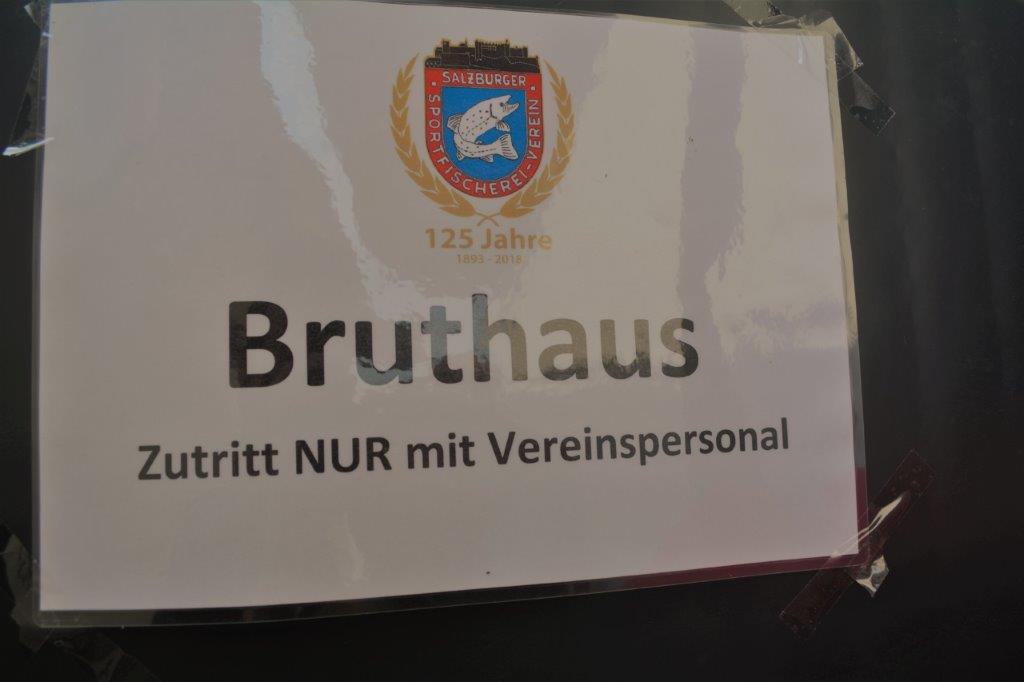 SALZBURGER
SPORTFISCHEREI-VEREIN
125 Jahre
1893 - 2018
Bruthaus
Zutritt NUR mit Vereinspersonal